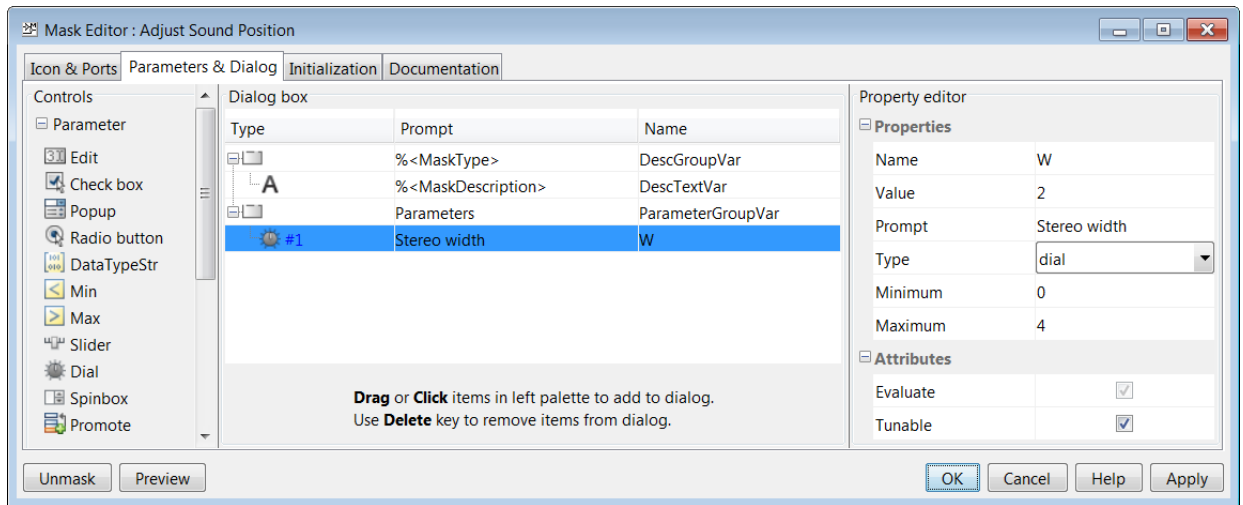 Mask Editor : Adjust Sound Position
Icon & Ports Parameters & Dialog Initialization Documentation
Controls
Parameter
Edit
Check box
Popup
Radio button
DataTypeStr
Min
Max
Slider
Dial
Spinbox
Promote
Dialog box
Type Prompt Name
%<MaskType> DescGroupVar
A %<MaskDescription> DescTextVar
Parameters ParameterGroupVar
#1 Stereo width W
Drag or Click items in left palette to add to dialog.
Use Delete key to remove items from dialog.
Property editor
Properties
Name W
Value 2
Prompt Stereo width
Type dial
Minimum 0
Maximum 4
Attributes
Evaluate
Tunable
Unmask Preview OK Cancel Help Apply